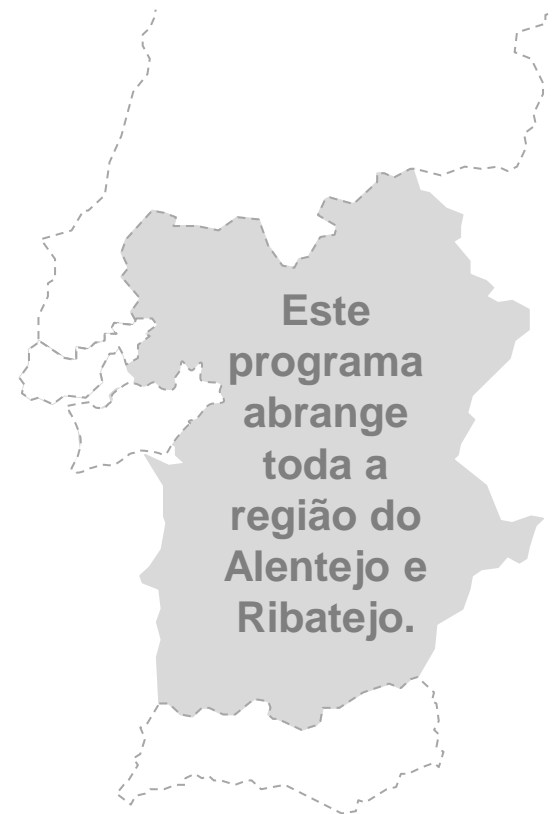 Este
programa
abrange
toda a
região do
Alentejo e
Ribatejo.